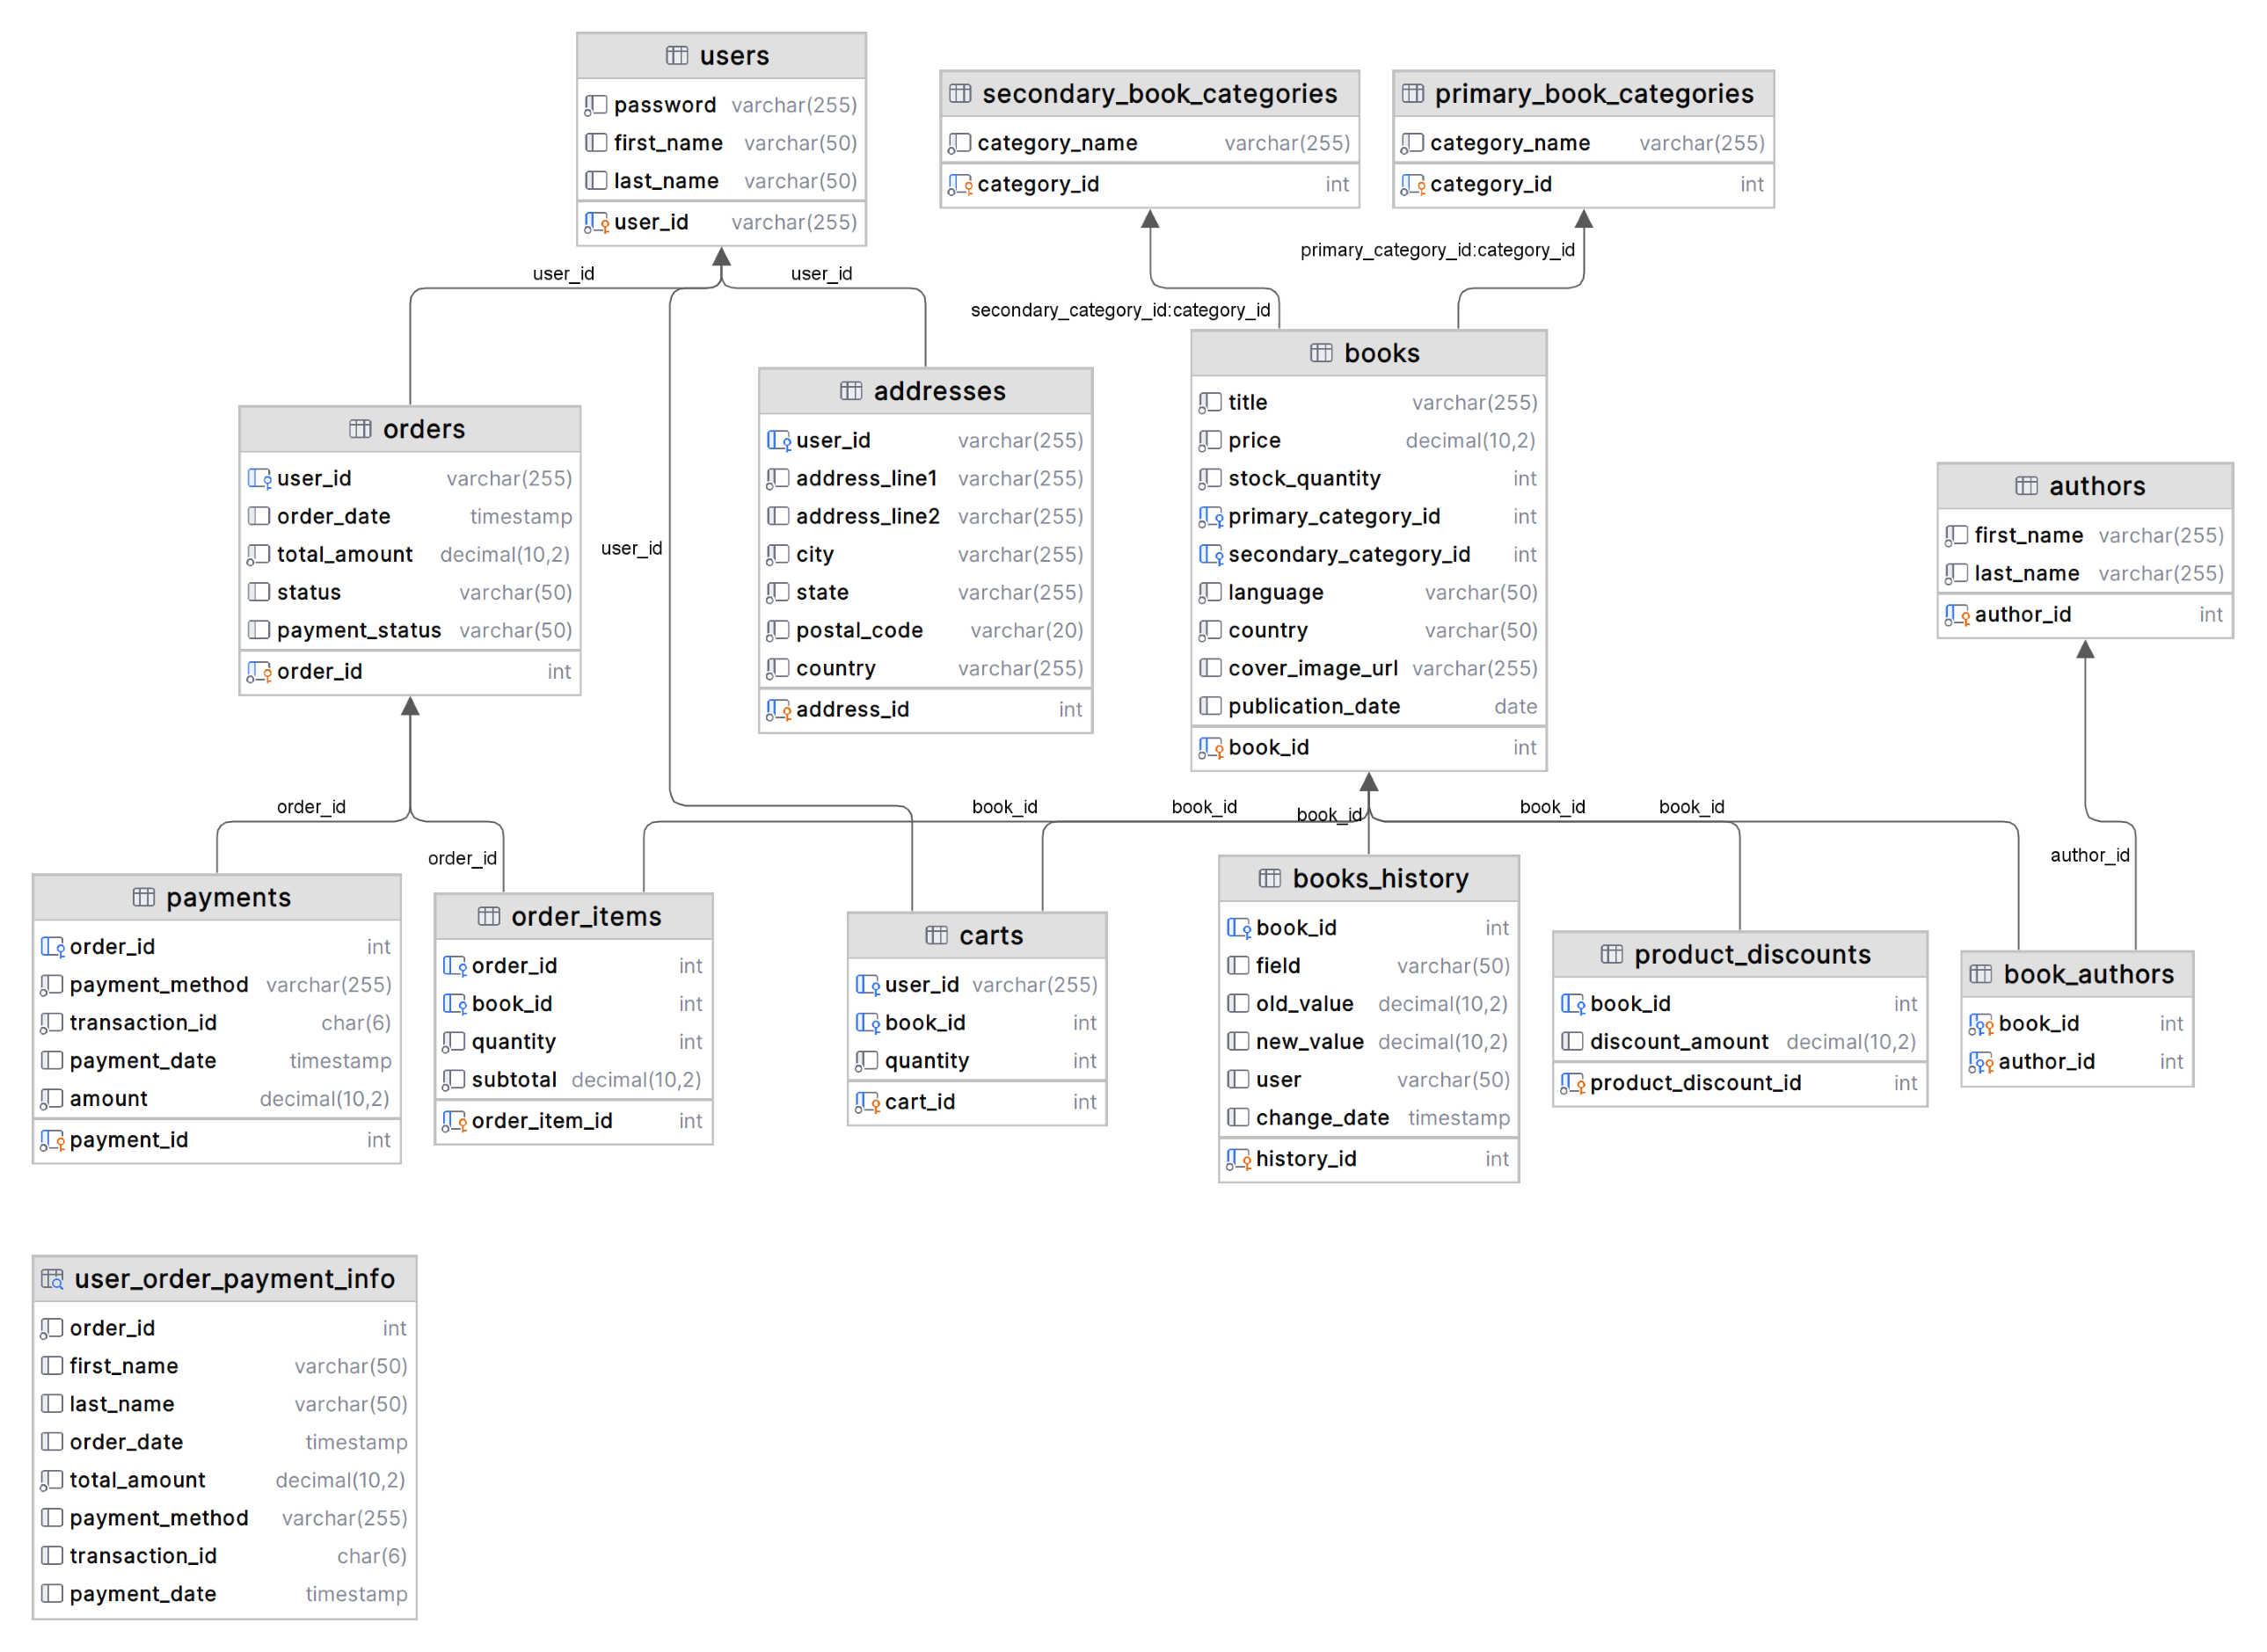 users
password varchar(255)
first_name varchar(50)
last_name varchar(50)
user_id varchar(255)
secondary_book_categories
category_name varchar(255)
category_id int
primary_book_categories
category_name varchar(255)
category_id int
user_id
user_id
primary_category_id:category_id
secondary_category_id:category_id
orders
user_id varchar(255)
order_date timestamp
total_amount decimal(10,2)
status varchar(50)
payment_status varchar(50)
order_id int
user_id
addresses
user_id varchar(255)
address_line1 varchar(255)
address_line2 varchar(255)
city varchar(255)
state varchar(255)
postal_code varchar(20)
country varchar(255)
address_id int
books
title varchar(255)
price decimal(10,2)
stock_quantity int
primary_category_id int
secondary_category_id int
language varchar(50)
country varchar(50)
cover_image_url varchar(255)
publication_date date
book_id int
authors
first_name varchar(255)
last_name varchar(255)
author_id int
order_id
order_id
book_id
book_id
book_id
book_id
book_id
author_id
payments
order_id int
payment_method varchar(255)
transaction_id char(6)
payment_date timestamp
amount decimal(10,2)
payment_id int
order_items
order_id int
book_id int
quantity int
subtotal decimal(10,2)
order_item_id int
carts
user_id varchar(255)
book_id int
quantity int
cart_id int
books_history
book_id int
field varchar(50)
old_value decimal(10,2)
new_value decimal(10,2)
user varchar(50)
change_date timestamp
history_id int
product_discounts
book_id int
discount_amount decimal(10,2)
product_discount_id int
book_authors
book_id int
author_id int
user_order_payment_info
order_id int
first_name varchar(50)
last_name varchar(50)
order_date timestamp
total_amount decimal(10,2)
payment_method varchar(255)
transaction_id char(6)
payment_date timestamp